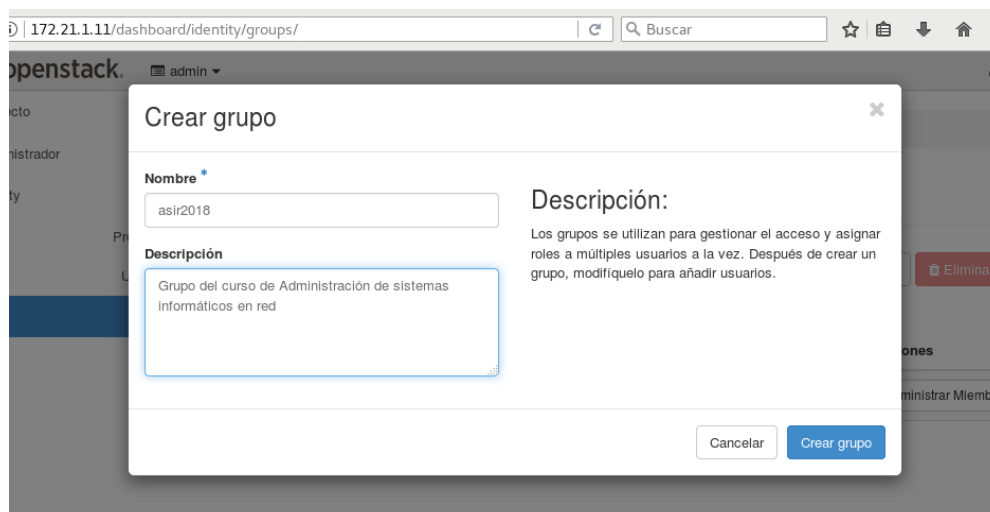 172.21.1.11/dashboard/identity/groups/
Buscar
openstack.
admin
Crear grupo
Nombre *
asir2018
Descripción
Grupo del curso de Administración de sistemas
informáticos en red
Descripción:
Los grupos se utilizan para gestionar el acceso y asignar
roles a múltiples usuarios a la vez. Después de crear un
grupo, modifíquelo para añadir usuarios.
Cancelar
Crear grupo
ecto
nistrador
ty
Pr
U
Elimina
ones
ministrar Miemb